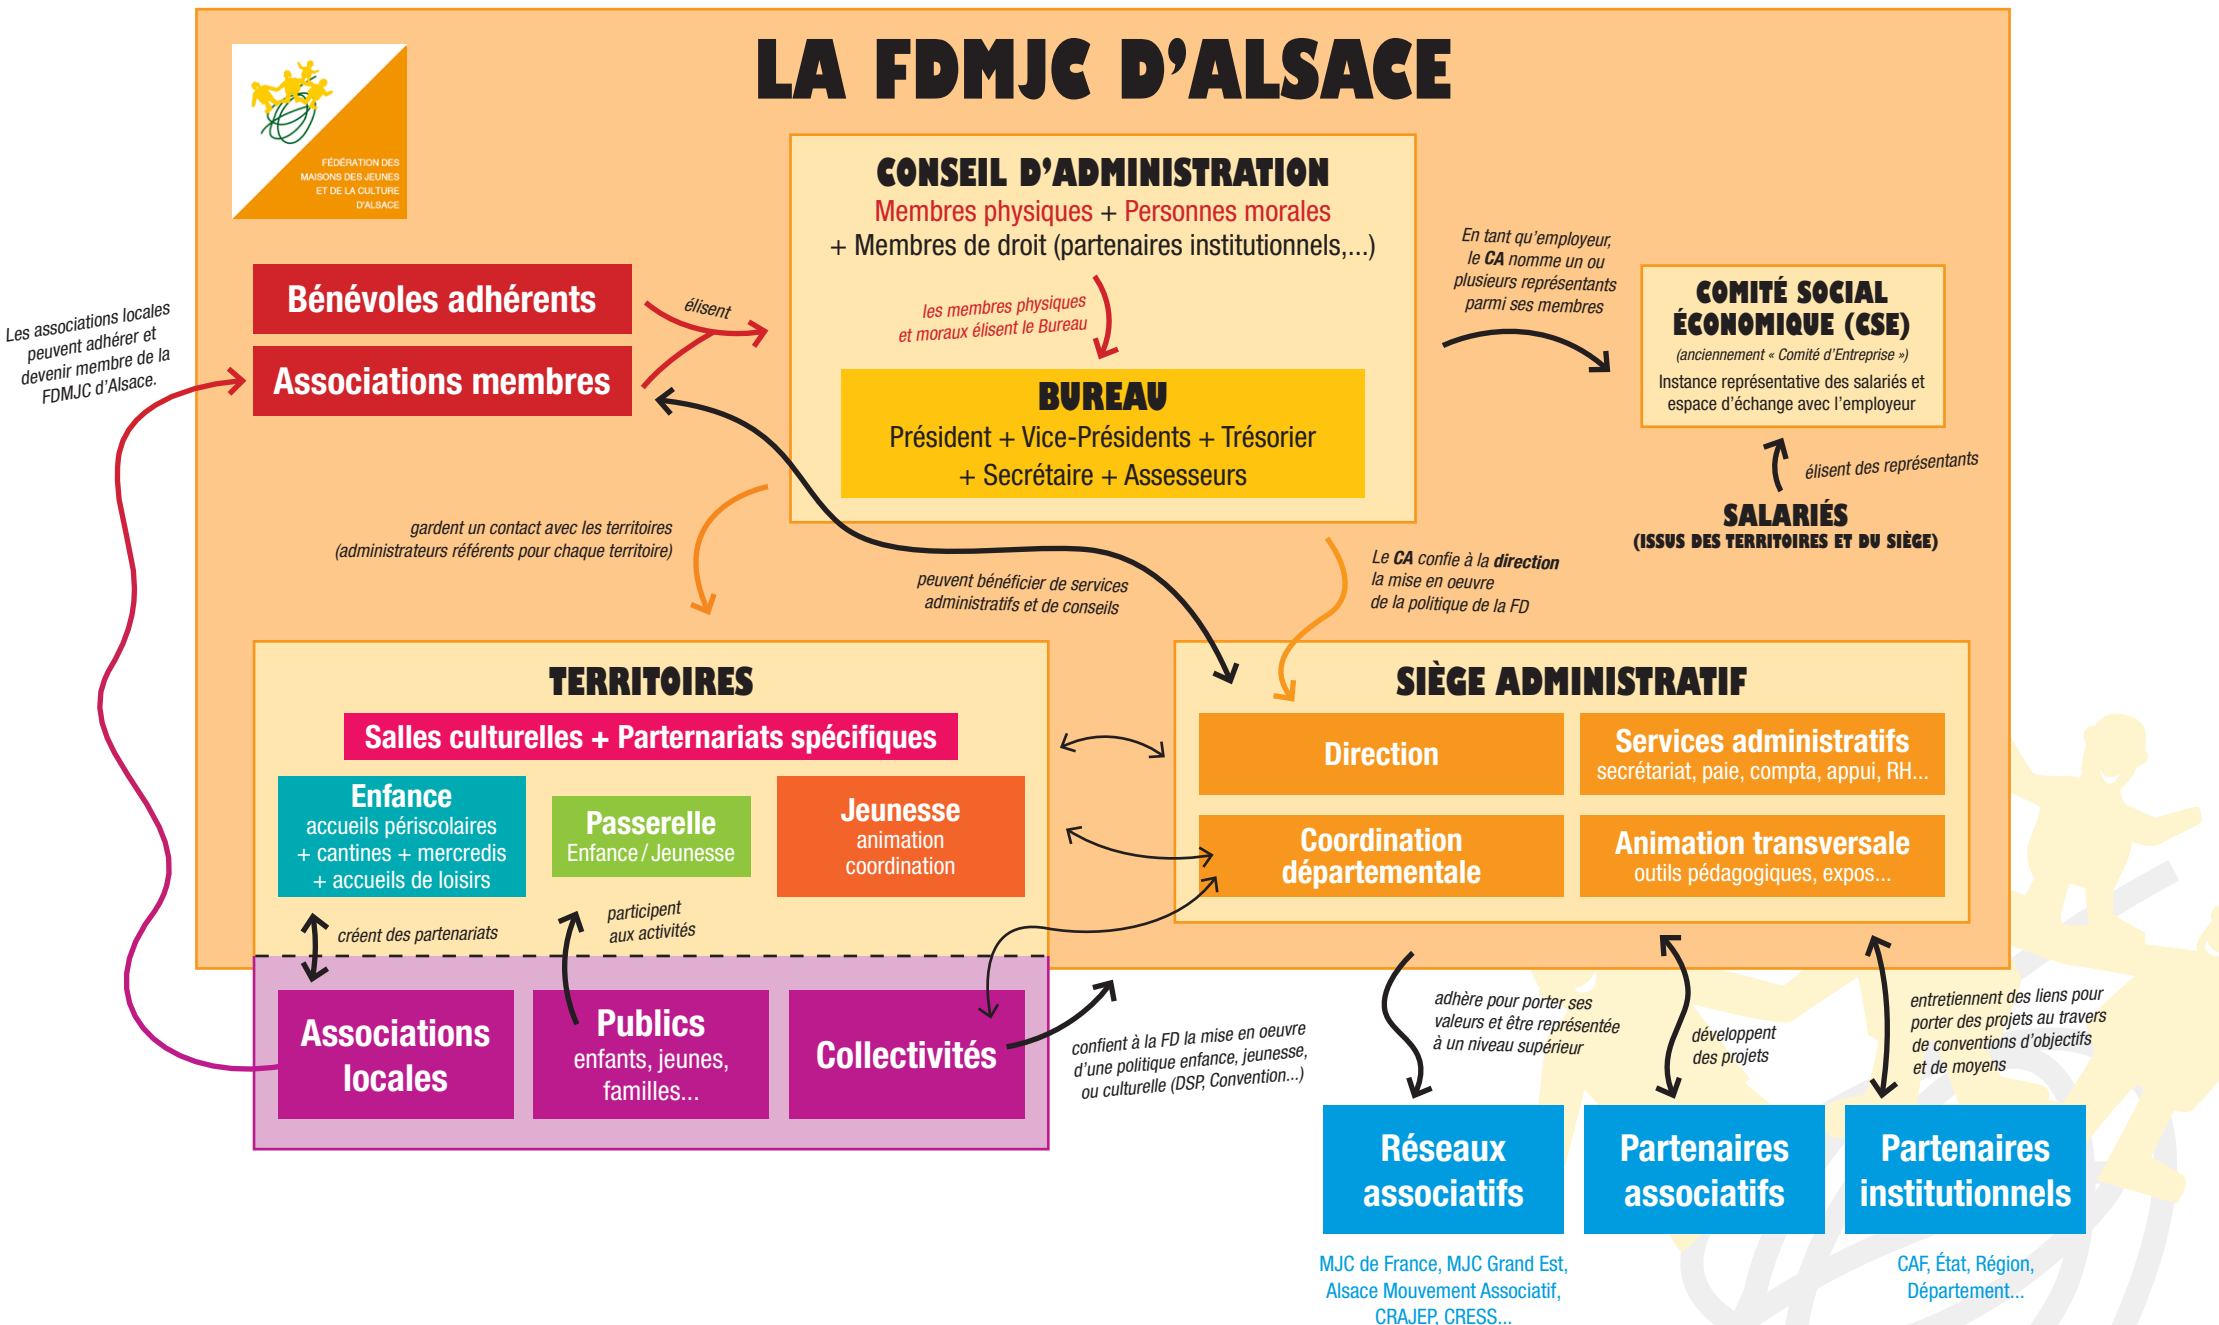 LA FDMJC D’ALSACE
FÉDÉRATION DES
MAISONS DES JEUNES
ET DE LA CULTURE
D'ALSACE
CONSEIL D’ADMINISTRATION
Membres physiques + Personnes morales
+ Membres de droit (partenaires institutionnels,...)
les membres physiques
et moraux élisent le Bureau
BUREAU
Président + Vice-Présidents + Trésorier
+ Secrétaire + Assesseurs
Bénévoles adhérents
Associations membres
élisent
Les associations locales
peuvent adhérer et
devenir membre de la
FDMJC d’Alsace.
En tant qu’employeur,
le CA nomme un ou
plusieurs représentants
parmi ses membres
COMITÉ SOCIAL
ÉCONOMIQUE (CSE)
(anciennement « Comité d’Entreprise »)
Instance représentative des salariés et
espace d’échange avec l’employeur
élisent des représentants
SALARIÉS
(ISSUS DES TERRITOIRES ET DU SIÈGE)
gardent un contact avec les territoires
(administrateurs référents pour chaque territoire)
peuvent bénéficier de services
administratifs et de conseils
Le CA confie à la direction
la mise en oeuvre
de la politique de la FD
TERRITOIRES
Salles culturelles + Parternariats spécifiques
Enfance
accueils périscolaires
+ cantines + mercredis
+ accueils de loisirs
Passerelle
Enfance / Jeunesse
Jeunesse
animation
coordination
SIÈGE ADMINISTRATIF
Direction
Services administratifs
secrétariat, paie, compta, appui, RH...
Coordination
départementale
Animation transversale
outils pédagogiques, expos...
créent des partenariats
participent
aux activités
Associations
locales
Publics
enfants, jeunes,
familles...
Collectivités
confient à la FD la mise en oeuvre
d’une politique enfance, jeunesse,
ou culturelle (DSP, Convention...)
adhère pour porter ses
valeurs et être représentée
à un niveau supérieur
développent
des projets
entretiennent des liens pour
porter des projets au travers
de conventions d’objectifs
et de moyens
Réseaux
associatifs
Partenaires
associatifs
Partenaires
institutionnels
MJC de France, MJC Grand Est,
Alsace Mouvement Associatif,
CRAJEP, CRESS...
CAF, État, Région,
Département...